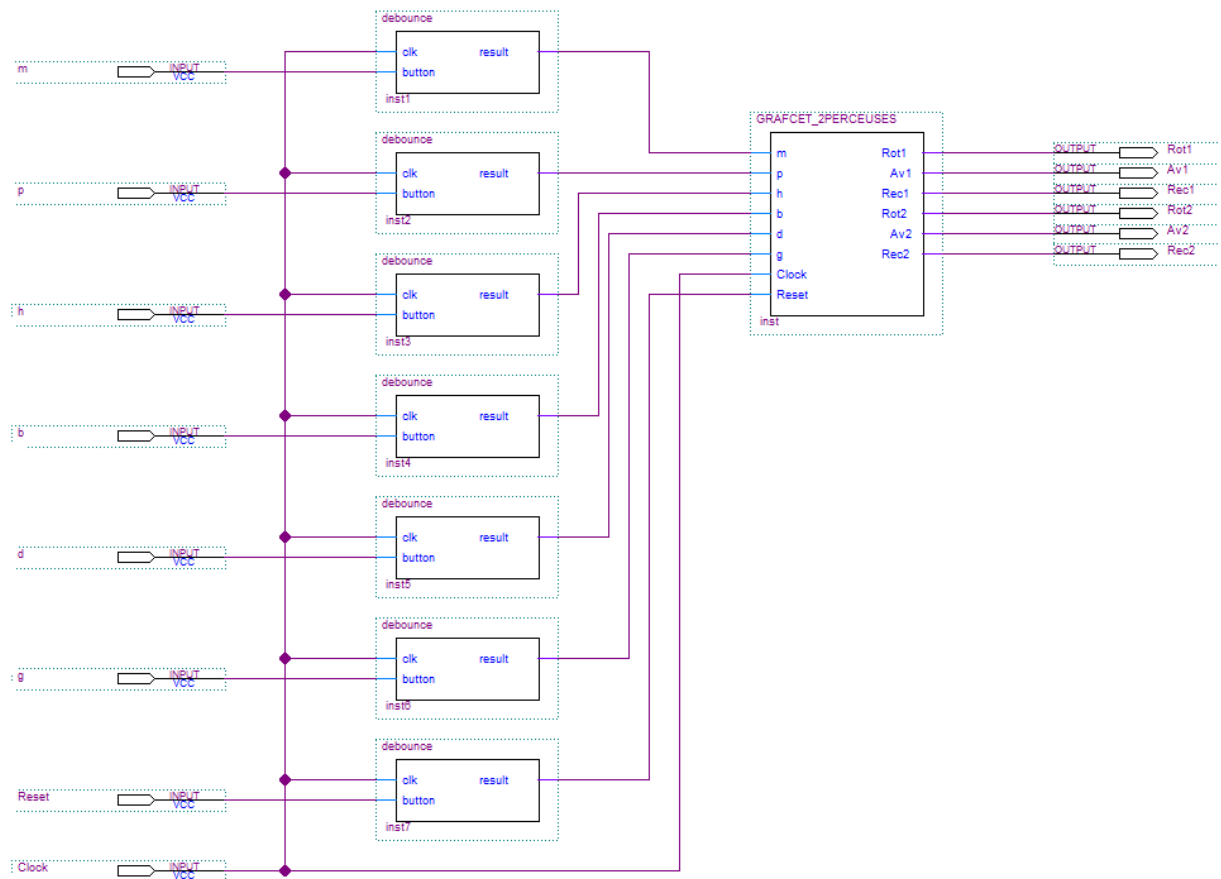 debounce
clk result
button
inst1
m INPUT
VCC
debounce
clk result
button
inst2
p INPUT
VCC
debounce
clk result
button
inst3
h INPUT
VCC
debounce
clk result
button
inst4
b INPUT
VCC
debounce
clk result
button
inst5
d INPUT
VCC
debounce
clk result
button
inst6
g INPUT
VCC
debounce
clk result
button
inst7
Reset INPUT
VCC
Clock INPUT
VCC
GRAFCET_2PERCEUSES
m Rot1
p Av1
h Rec1
b Rot2
d Av2
g Rec2
Clock
Reset
inst
OUTPUT Rot1
OUTPUT Av1
OUTPUT Rec1
OUTPUT Rot2
OUTPUT Av2
OUTPUT Rec2